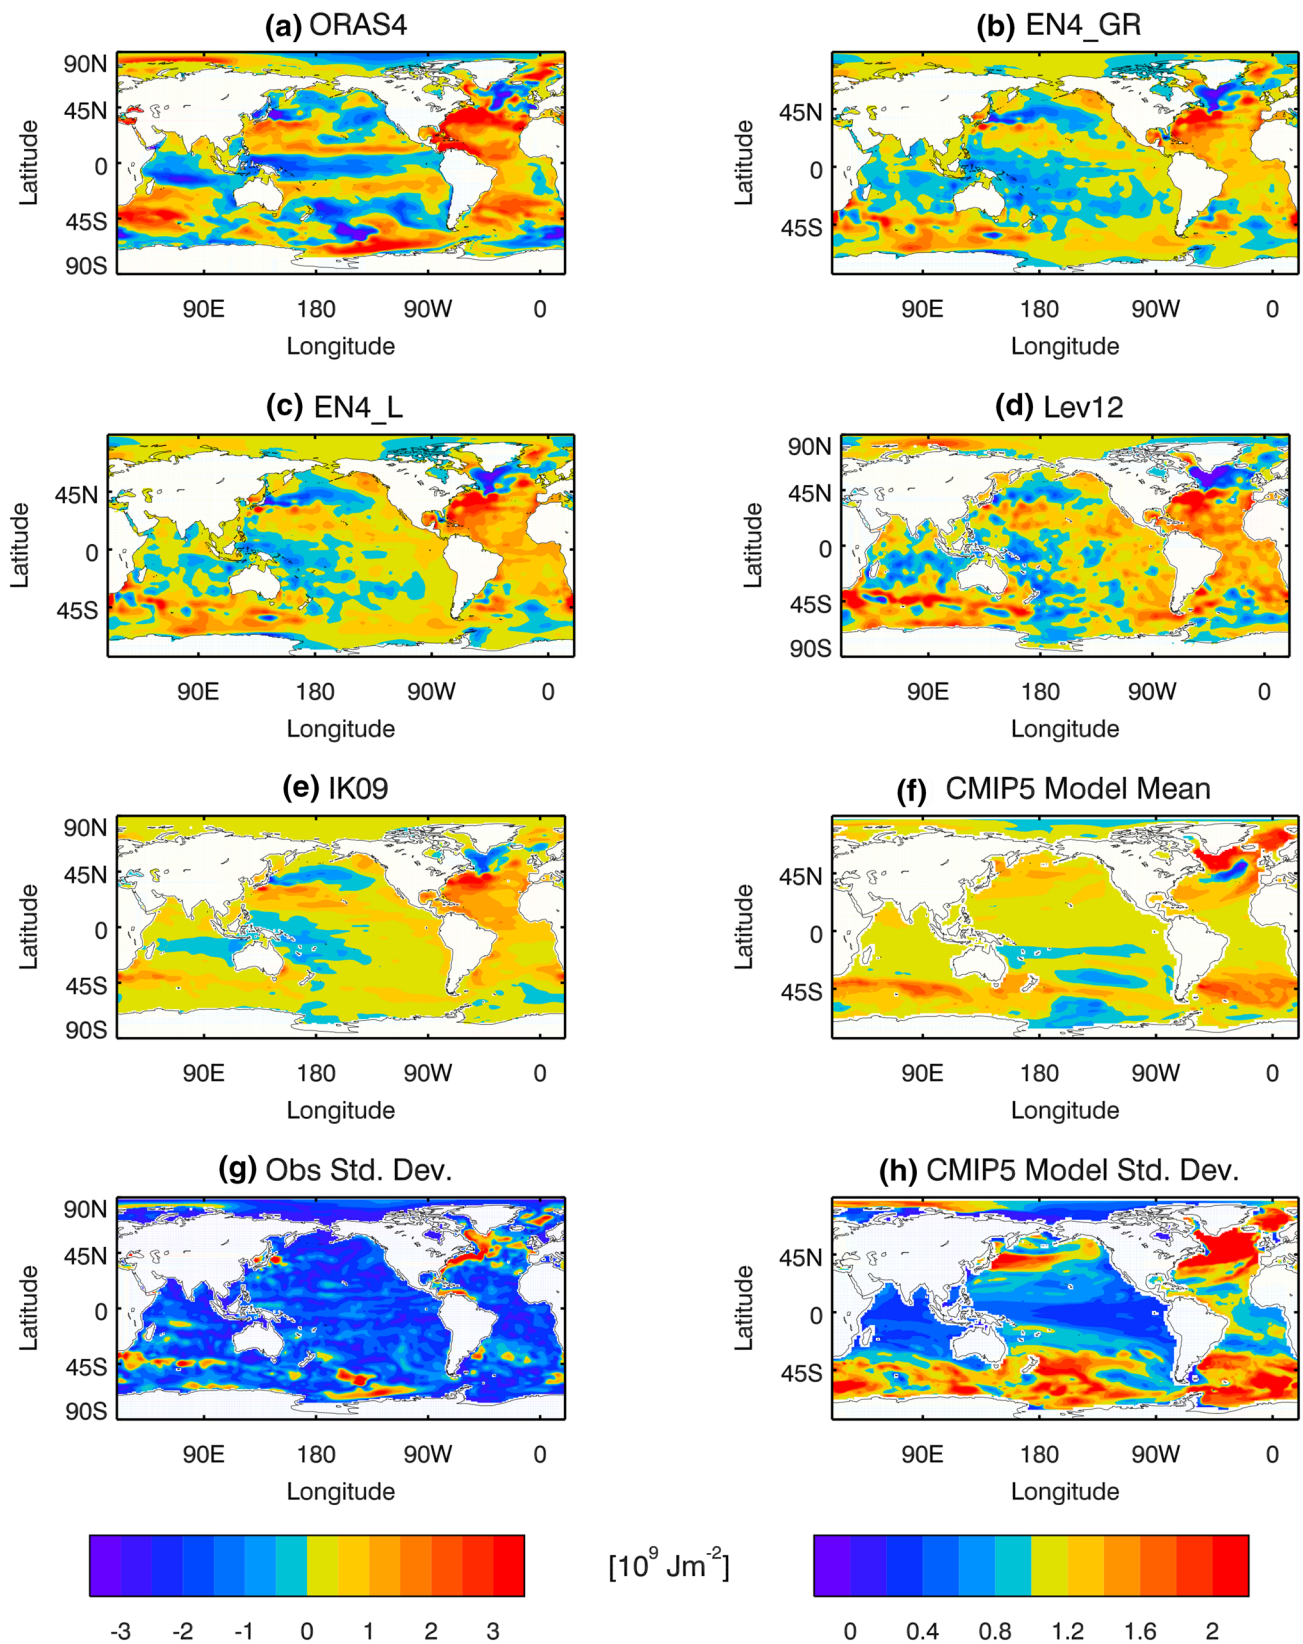 (a) ORAS4
(b) EN4_GR
90N
45N
0
45S
90S
Latitude
90E 180 90W 0
Longitude
45N
0
45S
Latitude
90E 180 90W 0
Longitude
(c) EN4_L
(d) Lev12
45N
0
45S
Latitude
90E 180 90W 0
Longitude
90N
45N
0
45S
90S
Latitude
90E 180 90W 0
Longitude
(e) IK09
(f) CMIP5 Model Mean
90N
45N
0
45S
90S
Latitude
90E 180 90W 0
Longitude
45N
0
45S
Latitude
90E 180 90W 0
Longitude
(g) Obs Std. Dev.
(h) CMIP5 Model Std. Dev.
90N
45N
0
45S
90S
Latitude
90E 180 90W 0
Longitude
45N
0
45S
Latitude
90E 180 90W 0
Longitude
-3 -2 -1 0 1 2 3
[10⁹ Jm⁻²]
0 0.4 0.8 1.2 1.6 2